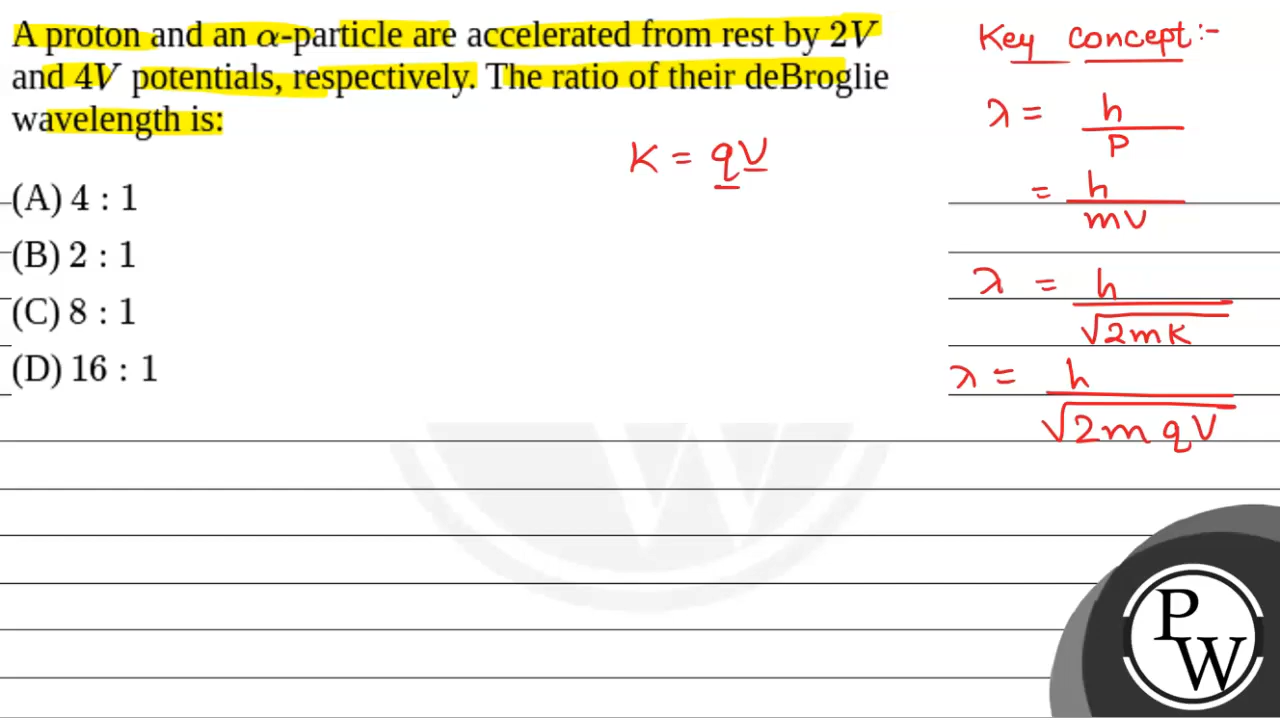 A proton and an α-particle are accelerated from rest by 2V
and 4V potentials, respectively. The ratio of their deBroglie
wavelength is:
(A) 4 : 1
(B) 2 : 1
(C) 8 : 1
(D) 16 : 1
K = qV
Key concept:-
λ = h
P
= h
mV
λ = h
√2mK
λ = h
√2mqV
P
W